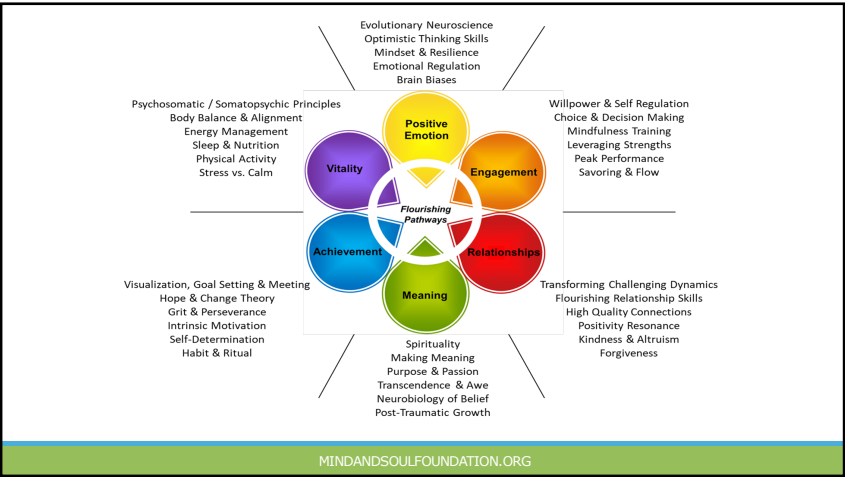 Evolutionary Neuroscience
Optimistic Thinking Skills
Mindset & Resilience
Emotional Regulation
Brain Biases
Psychosomatic / Somatopsychic Principles
Body Balance & Alignment
Energy Management
Sleep & Nutrition
Physical Activity
Stress vs. Calm
Willpower & Self Regulation
Choice & Decision Making
Mindfulness Training
Leveraging Strengths
Peak Performance
Savoring & Flow
Positive
Emotion
Vitality
Engagement
Flourishing
Pathways
Achievement
Relationships
Meaning
Visualization, Goal Setting & Meeting
Hope & Change Theory
Grit & Perseverance
Intrinsic Motivation
Self-Determination
Habit & Ritual
Transforming Challenging Dynamics
Flourishing Relationship Skills
High Quality Connections
Positivity Resonance
Kindness & Altruism
Forgiveness
Spirituality
Making Meaning
Purpose & Passion
Transcendence & Awe
Neurobiology of Belief
Post-Traumatic Growth
MINDANDSOULFOUNDATION.ORG